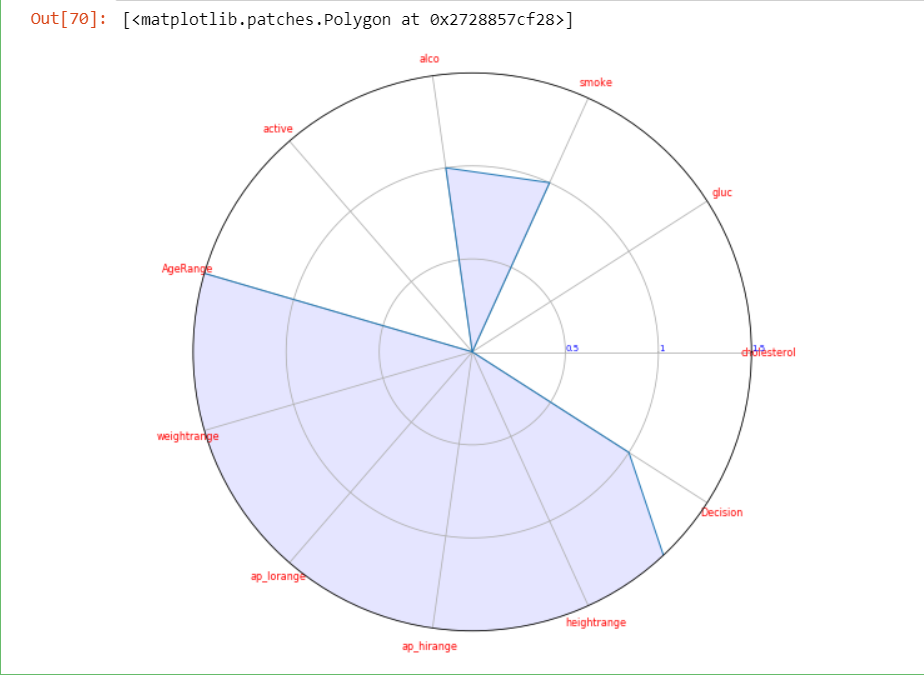 Out[70]: [<matplotlib.patches.Polygon at 0x2728857cf28>]
alco
smoke
active
gluc
AgeRange
0.5
1
1.5
cholesterol
weightrange
Decision
ap_lorange
heightrange
ap_hirange